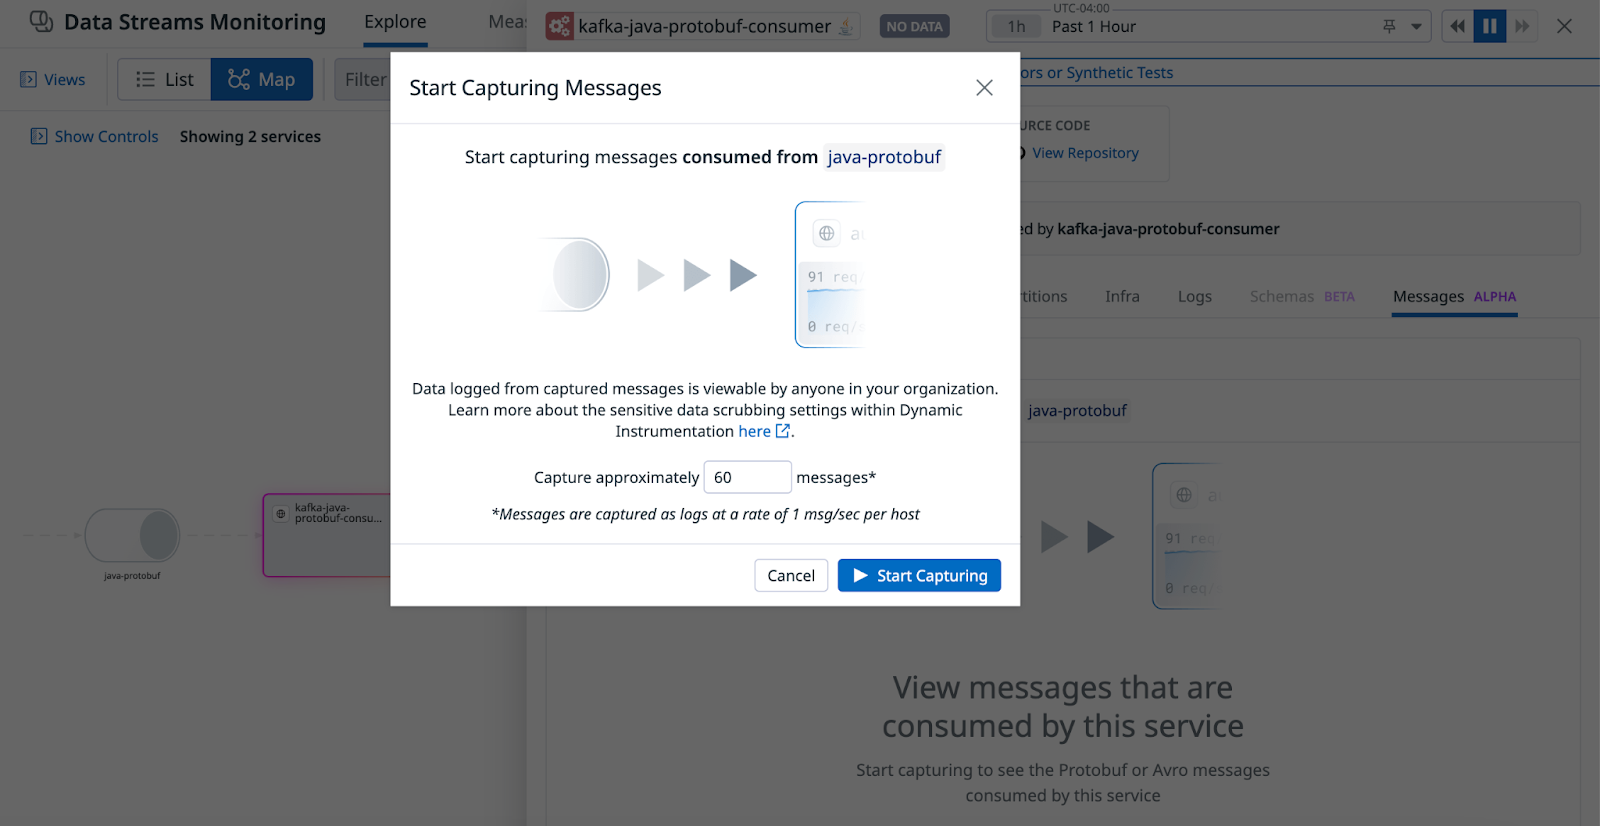 Data Streams Monitoring
Explore
kafka-java-protobuf-consumer
NO DATA
UTC-04:00
1h Past 1 Hour
Views
List
Map
Filter
Show Controls
Showing 2 services
Start Capturing Messages
Start capturing messages consumed from java-protobuf
91 req/
0 req/s
Data logged from captured messages is viewable by anyone in your organization.
Learn more about the sensitive data scrubbing settings within Dynamic
Instrumentation here.
Capture approximately 60 messages*
*Messages are captured as logs at a rate of 1 msg/sec per host
Cancel
Start Capturing
or Synthetic Tests
CODE
View Repository
by kafka-java-protobuf-consumer
Infra
Logs
Schemas BETA
Messages ALPHA
java-protobuf
91 req
0 req/
java-protobuf
kafka-java-
protobuf-consu...
View messages that are
consumed by this service
Start capturing to see the Protobuf or Avro messages
consumed by this service